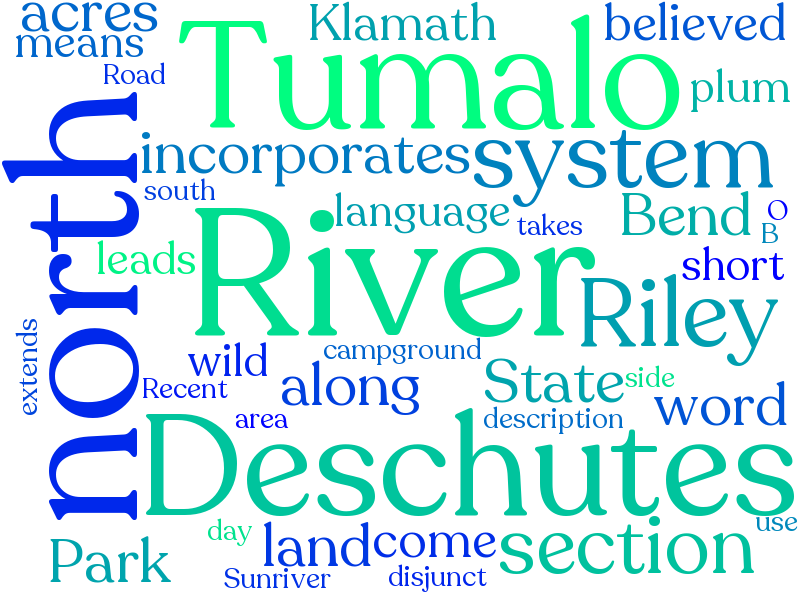 acres
Klamath
believed
means
Tumalo
Road
plum
north
incorporates
system
south
language
takes
Bend
O
B
leads
River
short
Riley
extends
wild
campground
Recent
along
State
side
area
description
word
Deschutes
day
land
come
section
use
Park
Sunriver
disjunct